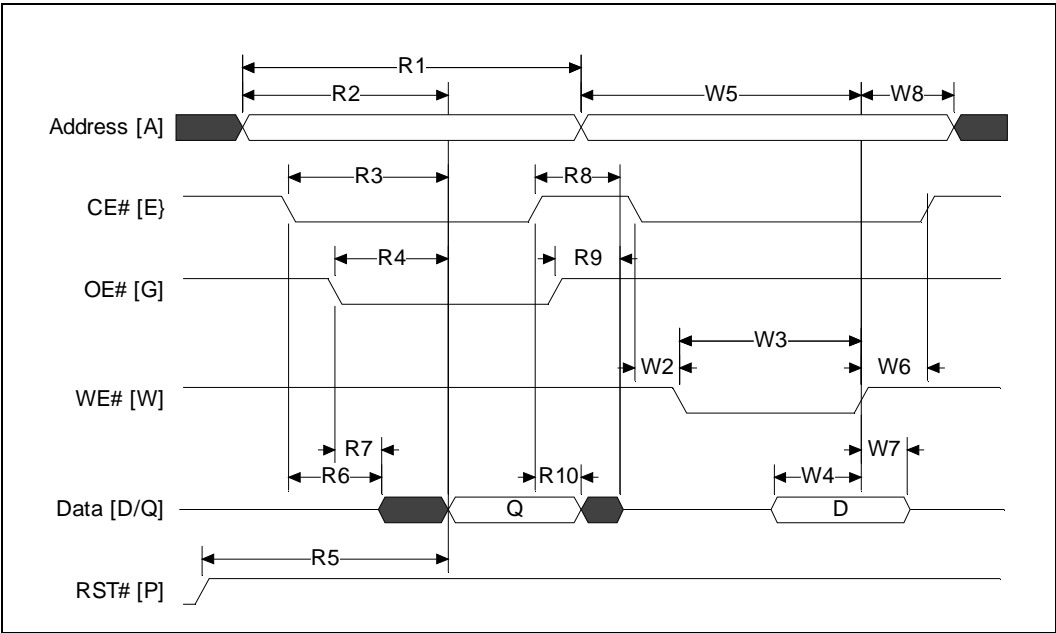 R1
R2
W5
W8
Address [A]
R3
R8
CE# [E}
R4
R9
OE# [G]
W3
W2
W6
WE# [W]
R7
W7
R6
R10
W4
Data [D/Q]
Q
D
R5
RST# [P]